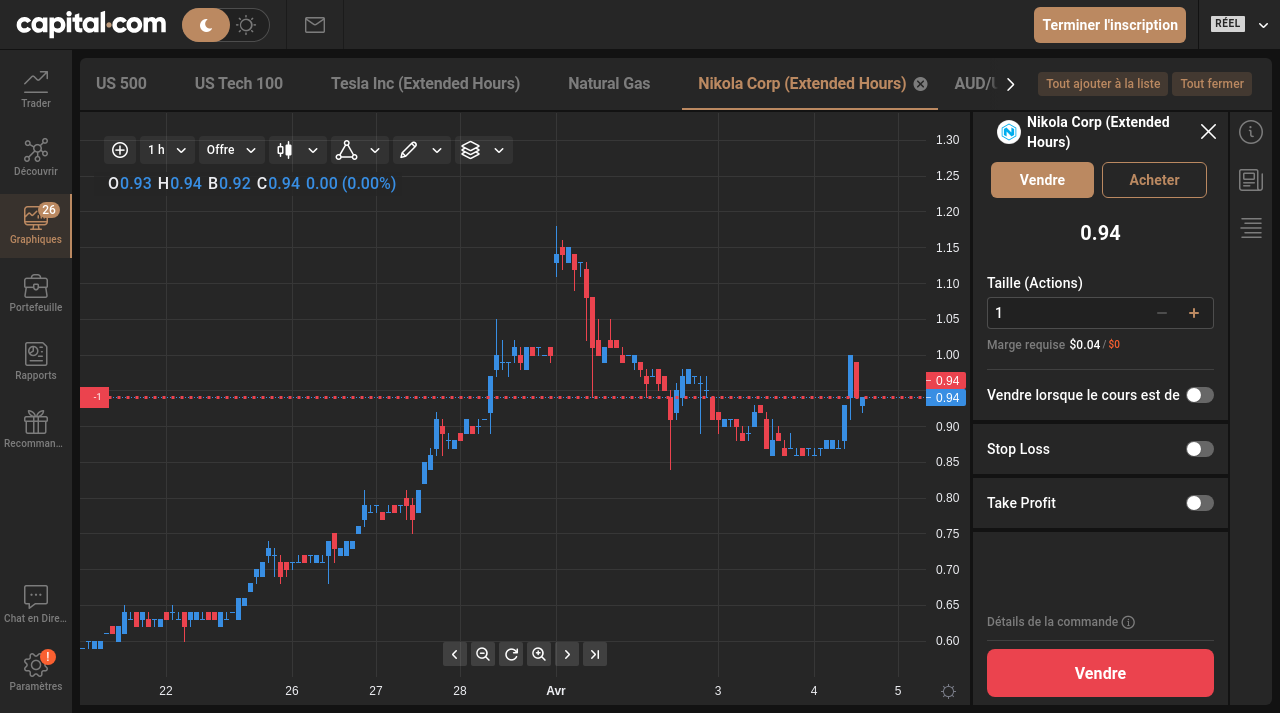 capital.com
Terminer l'inscription
RÉEL
Trader
Découvrir
26
Graphiques
Portefeuille
Rapports
Recomman...
Chat en Dire...
!
Paramètres
US 500
US Tech 100
Tesla Inc (Extended Hours)
Natural Gas
Nikola Corp (Extended Hours)
AUD/
Tout ajouter à la liste
Tout fermer
1 h
Offre
O0.93 H0.94 B0.92 C0.94 0.00 (0.00%)
1.30
1.25
1.20
1.15
1.10
1.05
1.00
0.94
0.94
0.90
0.85
0.80
0.75
0.70
0.65
0.60
-1
22
26
27
28
Avr
3
4
5
Nikola Corp (Extended
Hours)
Vendre
Acheter
0.94
Taille (Actions)
1
Marge requise $0.04 / $0
Vendre lorsque le cours est de
Stop Loss
Take Profit
Détails de la commande
Vendre